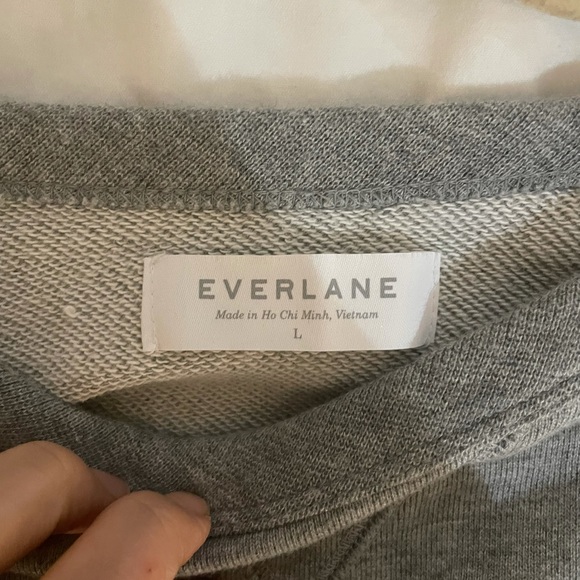 EVERLANE
Made in Ho Chi Minh, Vietnam
L